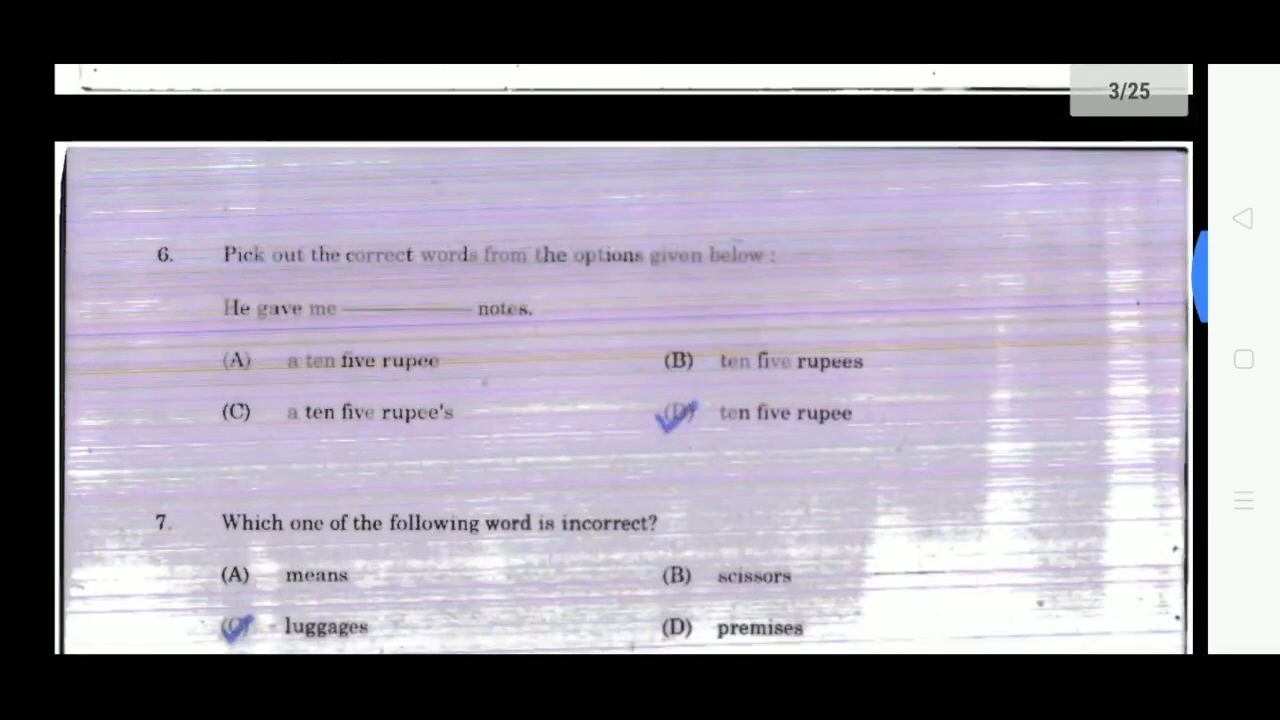 3/25
6. Pick out the correct words from the options given below :
He gave me ———— notes.
(A) a ten five rupee (B) ten five rupees
(C) a ten five rupee's (D) ten five rupee
7. Which one of the following word is incorrect?
(A) means (B) scissors
(C) luggages (D) premises